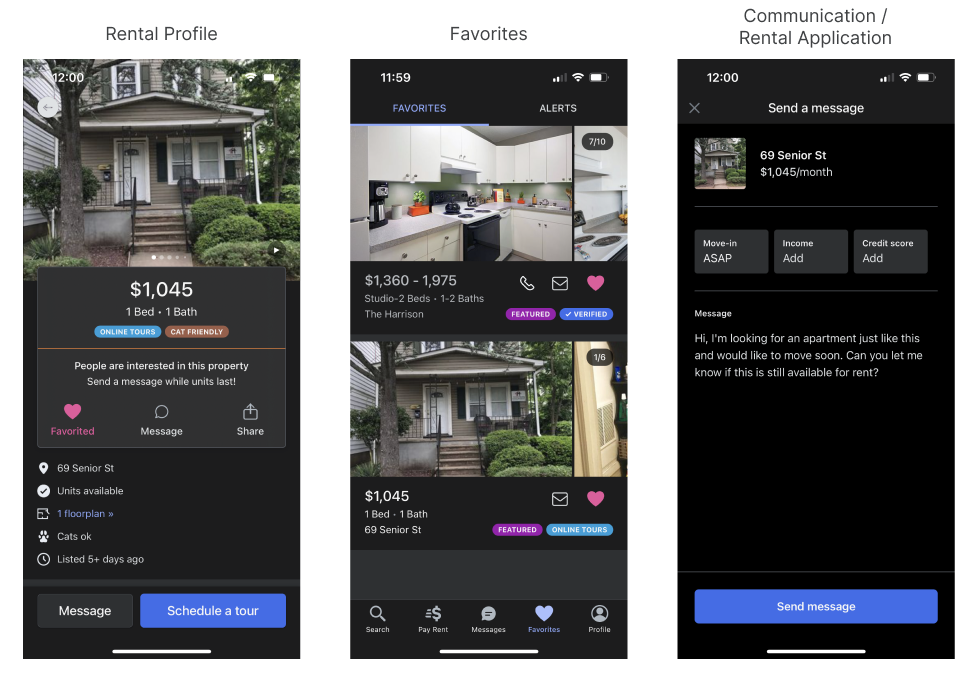 Rental Profile
12:00
$1,045
1 Bed • 1 Bath
ONLINE TOURS CAT FRIENDLY
People are interested in this property
Send a message while units last!
Favorited Message Share
69 Senior St
Units available
1 floorplan »
Cats ok
Listed 5+ days ago
Message Schedule a tour
Favorites
11:59
FAVORITES ALERTS
7/10
$1,360 - 1,975
Studio-2 Beds • 1-2 Baths
The Harrison FEATURED VERIFIED
1/6
$1,045
1 Bed • 1 Bath
69 Senior St FEATURED ONLINE TOURS
Search Pay Rent Messages Favorites Profile
Communication /
Rental Application
12:00
Send a message
69 Senior St
$1,045/month
Move-in Income Credit score
ASAP Add Add
Message
Hi, I'm looking for an apartment just like this
and would like to move soon. Can you let me
know if this is still available for rent?
Send message